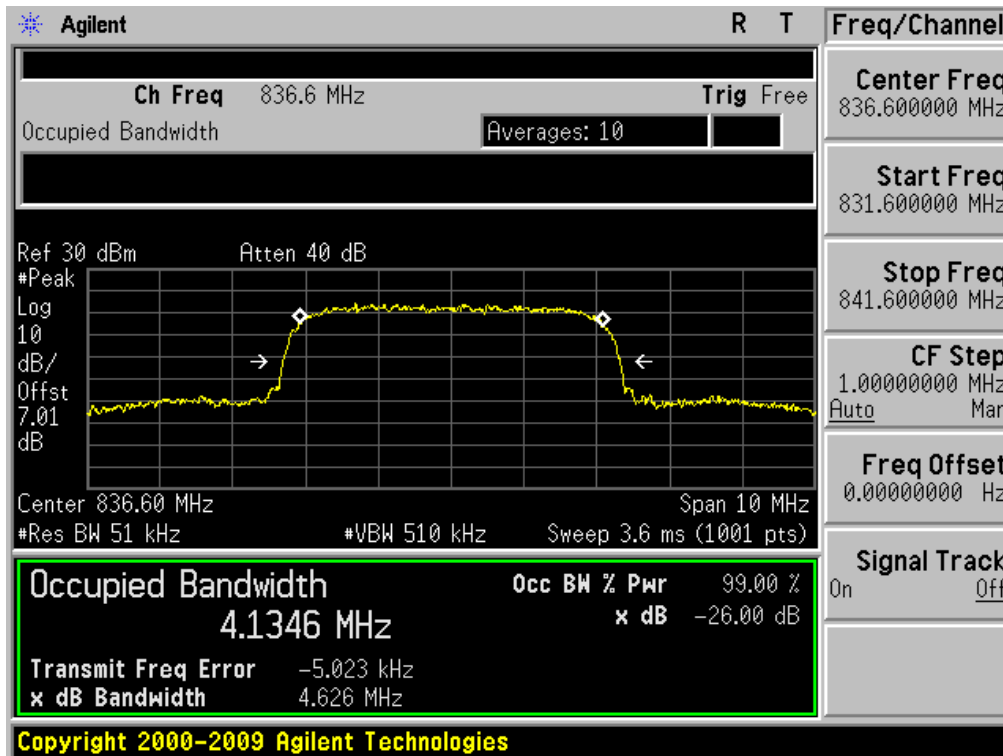 Agilent R T Freq/Channel
Ch Freq 836.6 MHz Trig Free
Occupied Bandwidth Averages: 10
Ref 30 dBm Atten 40 dB
#Peak
Log
10
dB/
Offst
7.01
dB
Center 836.60 MHz Span 10 MHz
#Res BW 51 kHz #VBW 510 kHz Sweep 3.6 ms (1001 pts)
Occupied Bandwidth Occ BW % Pwr 99.00 %
4.1346 MHz x dB -26.00 dB
Transmit Freq Error -5.023 kHz
x dB Bandwidth 4.626 MHz
Copyright 2000-2009 Agilent Technologies
Center Freq
836.600000 MHz
Start Freq
831.600000 MHz
Stop Freq
841.600000 MHz
CF Step
1.00000000 MHz
Auto Man
Freq Offset
0.00000000 Hz
Signal Track
On Off